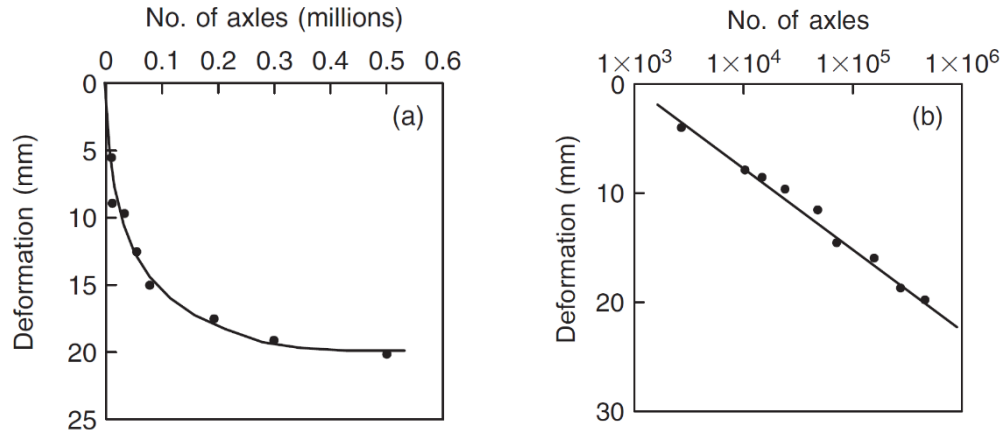 No. of axles (millions)
0 0.1 0.2 0.3 0.4 0.5 0.6
Deformation (mm)
0
5
10
15
20
25
(a)
No. of axles
1×10³ 1×10⁴ 1×10⁵ 1×10⁶
Deformation (mm)
0
10
20
30
(b)